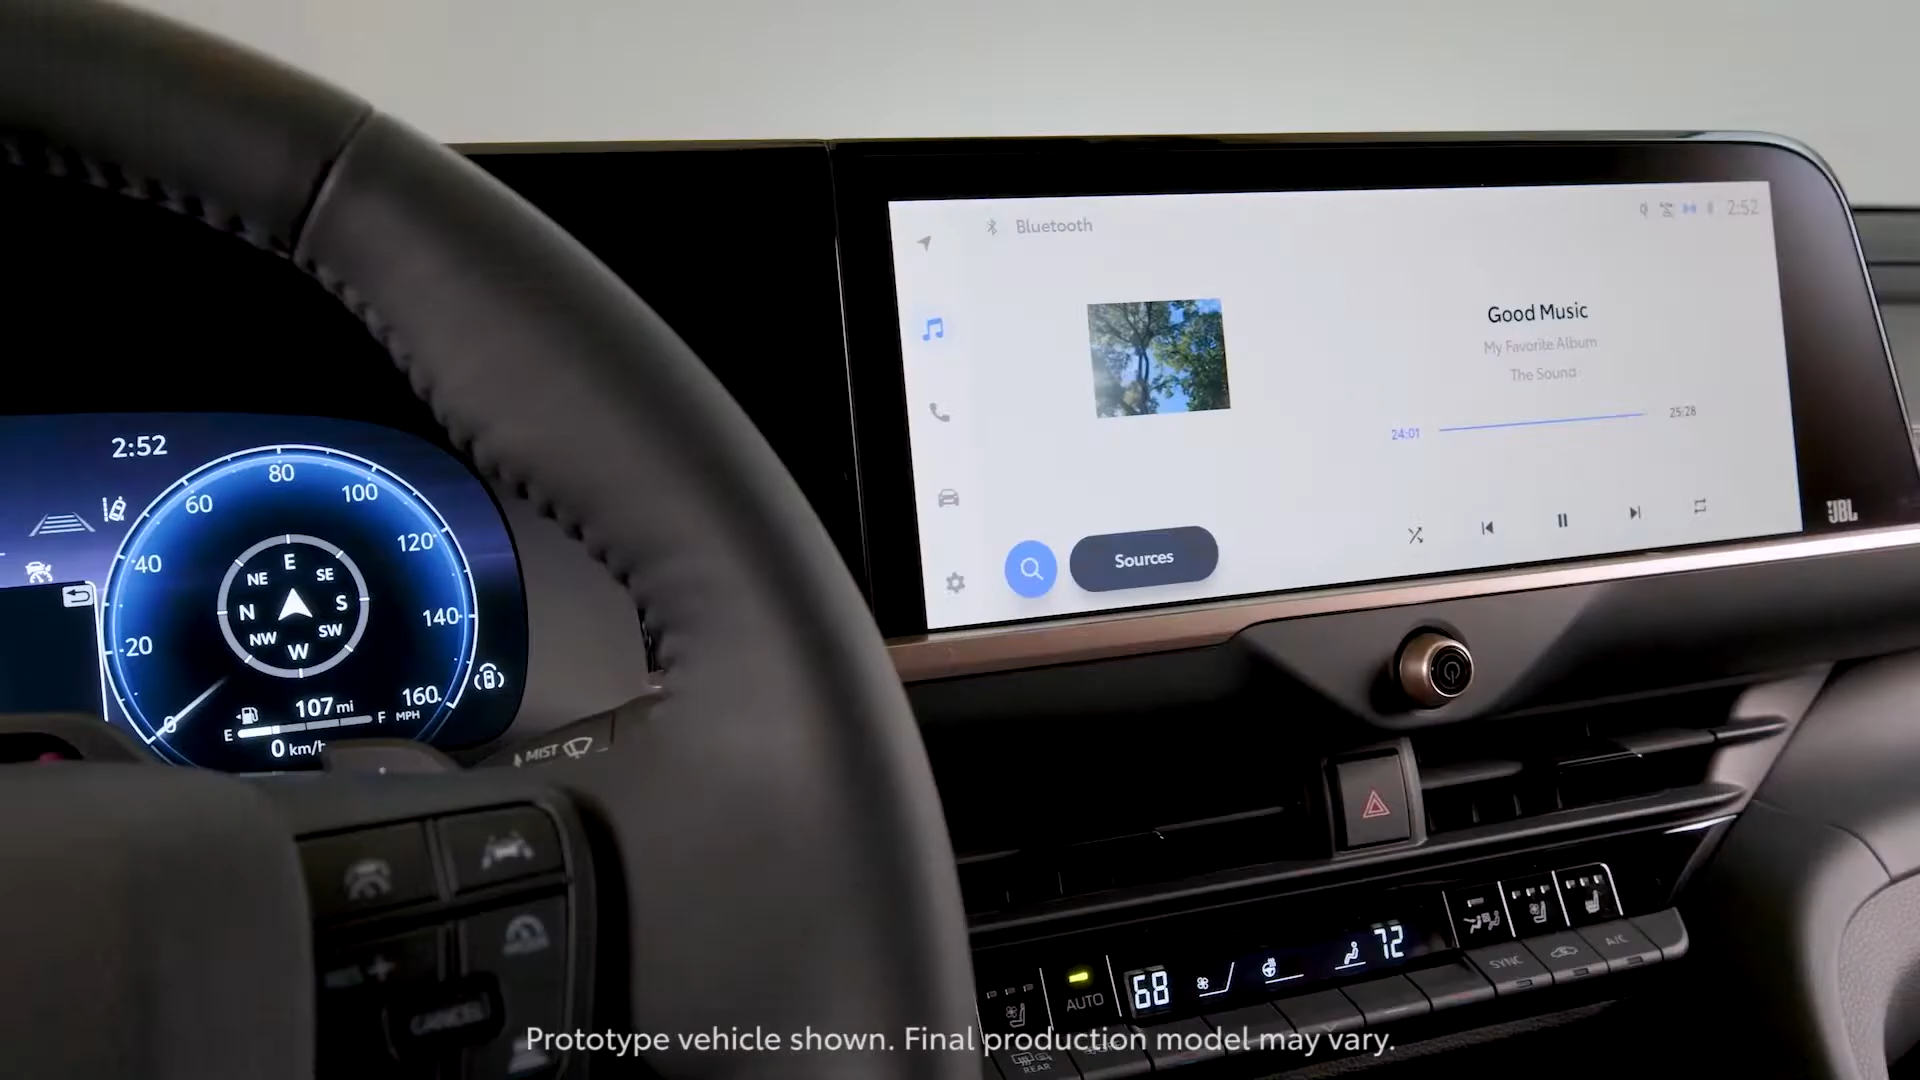 Bluetooth
2:52
Good Music
My Favorite Album
The Sound
24:01
25:28
Sources
JBL
2:52
0
20
40
60
80
100
120
140
160
MPH
E
NE
SE
N
S
NW
SW
W
107 mi
E
F
0 km/h
MIST
CANCEL
68
72
AUTO
SYNC
A/C
REAR
Prototype vehicle shown. Final production model may vary.